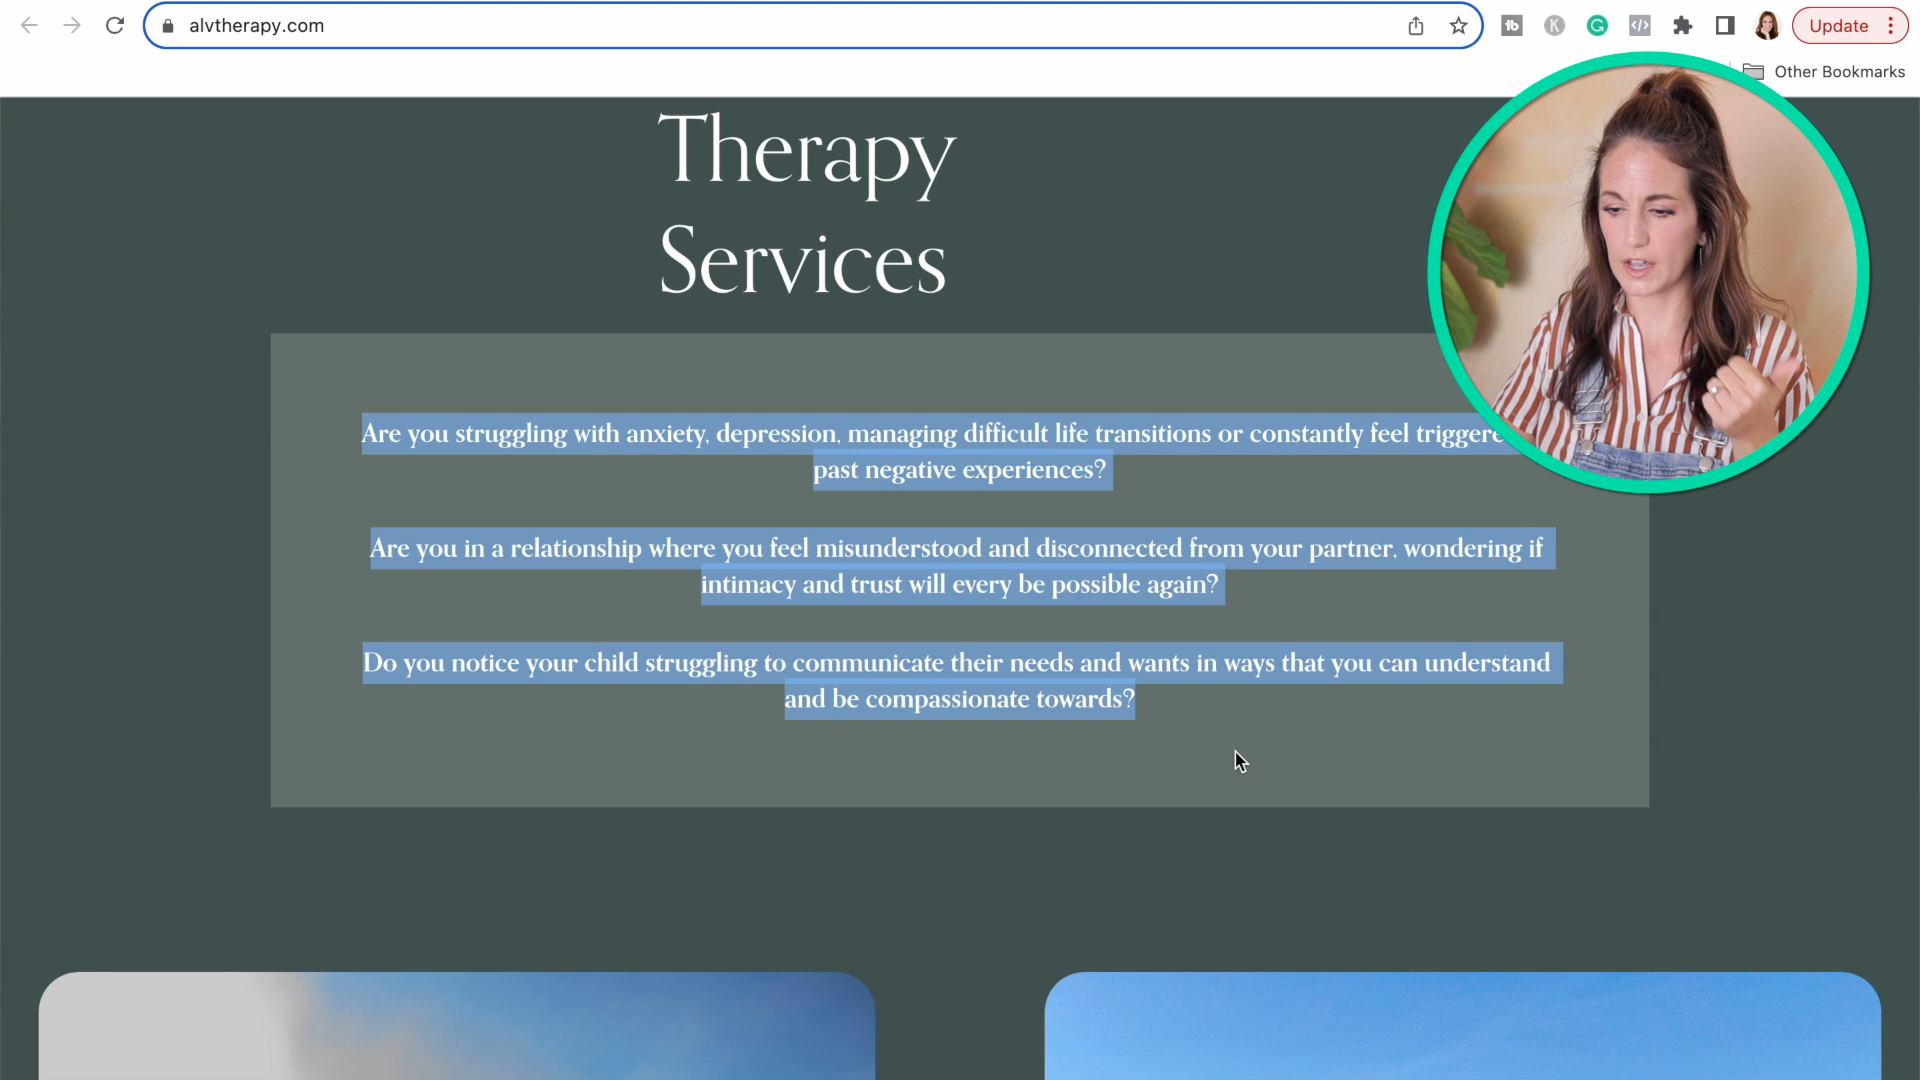 alvtherapy.com
Update
Other Bookmarks
Therapy
Services
Are you struggling with anxiety, depression, managing difficult life transitions or constantly feel
past negative experiences?
Are you in a relationship where you feel misunderstood and disconnected from your partner, wondering if
intimacy and trust will every be possible again?
Do you notice your child struggling to communicate their needs and wants in ways that you can understand
and be compassionate towards?